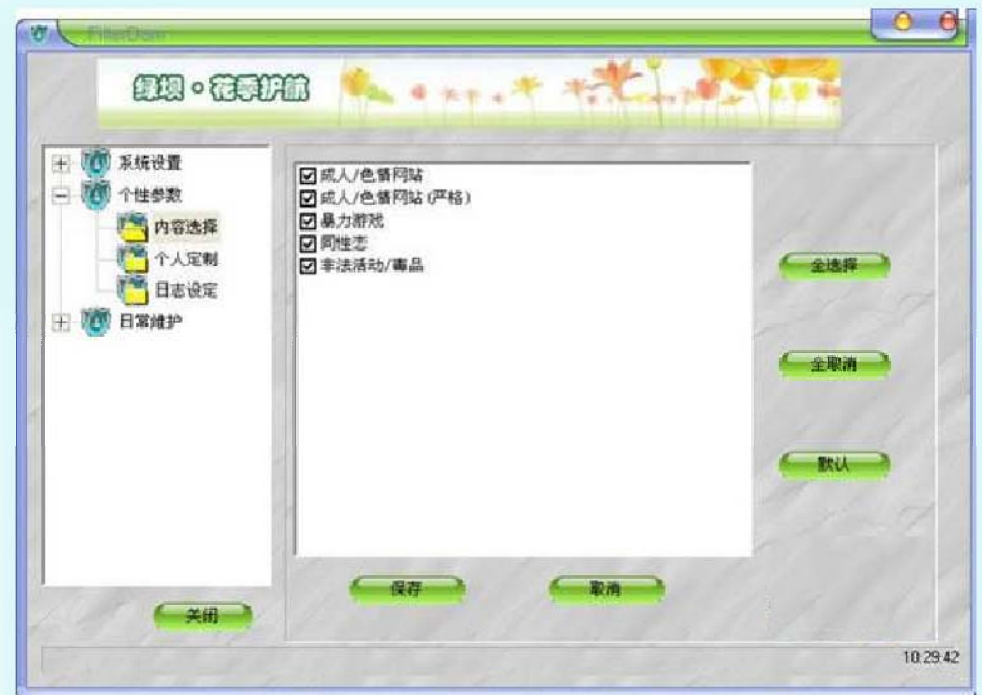 FilterDam
绿坝·花季护航
系统设置
个性参数
内容选择
个人定制
日志设定
日常维护
成人/色情网站
成人/色情网站(严格)
暴力游戏
同性恋
非法活动/毒品
全选择
全取消
默认
保存
取消
关闭
10:29:42